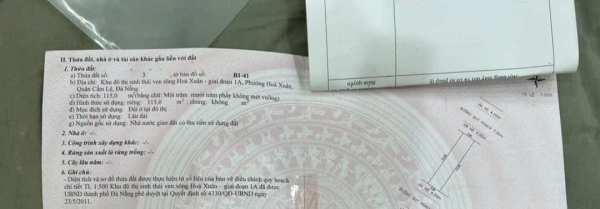 II. Thửa đất, nhà ở và tài sản khác gắn liền với đất
1. Thửa đất:
a) Thửa đất số: 3, tờ bản đồ số: B1-41
b) Địa chỉ: Khu đô thị sinh thái ven sông Hoà Xuân - giai đoạn 1A, Phường Hoà Xuân,
Quận Cẩm Lệ, Đà Nẵng
c) Diện tích: 115,0 m² (bằng chữ: Một trăm mười năm phẩy không mét vuông)
d) Hình thức sử dụng: riêng: 115,0 m² ; chung: không m²
đ) Mục đích sử dụng: Đất ở tại đô thị
e) Thời hạn sử dụng: Lâu dài
g) Nguồn gốc sử dụng: Nhà nước giao đất có thu tiền sử dụng đất
2. Nhà ở: -/-
3. Công trình xây dựng khác: -/-
4. Rừng sản xuất là rừng trồng: -/-
5. Cây lâu năm: -/-
6. Ghi chú:
- Diện tích và sơ đồ thửa đất được thực hiện từ số liệu của bản vẽ điều chỉnh quy hoạch
chi tiết TL 1:500 Khu đô thị sinh thái ven sông Hoà Xuân - giai đoạn 1A đã được
UBND thành phố Đà Nẵng phê duyệt tại Quyết định số 4330/QĐ-UBND ngày
23/5/2011.